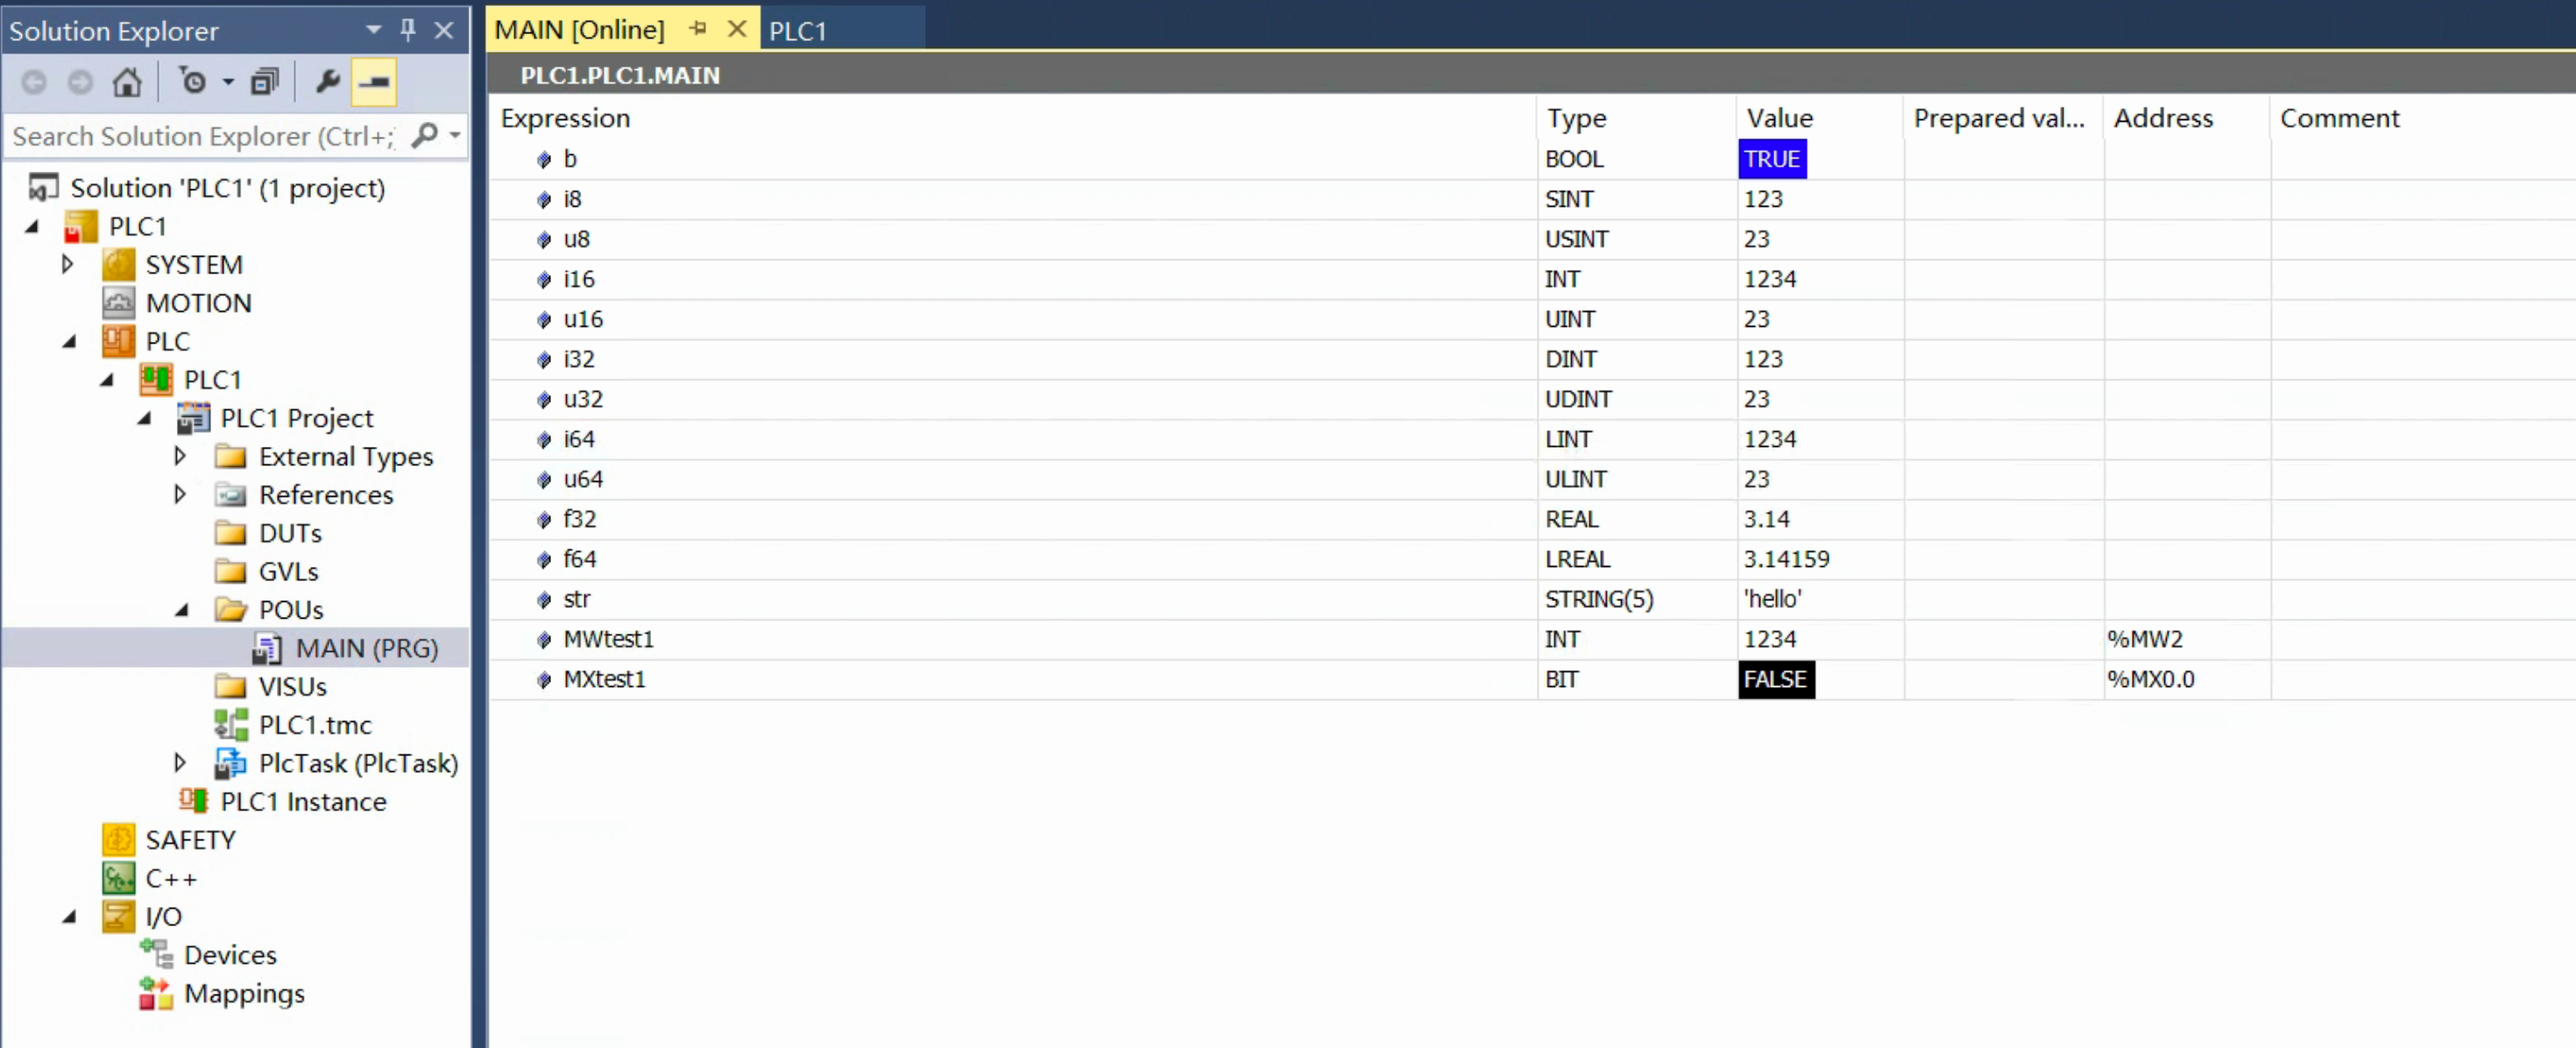 Solution Explorer
Search Solution Explorer (Ctrl+;
Solution 'PLC1' (1 project)
PLC1
SYSTEM
MOTION
PLC
PLC1
PLC1 Project
External Types
References
DUTs
GVLs
POUs
MAIN (PRG)
VISUs
PLC1.tmc
PlcTask (PlcTask)
PLC1 Instance
SAFETY
C++
I/O
Devices
Mappings
MAIN [Online] PLC1
PLC1.PLC1.MAIN
Expression Type Value Prepared val... Address Comment
b BOOL TRUE
i8 SINT 123
u8 USINT 23
i16 INT 1234
u16 UINT 23
i32 DINT 123
u32 UDINT 23
i64 LINT 1234
u64 ULINT 23
f32 REAL 3.14
f64 LREAL 3.14159
str STRING(5) 'hello'
MWtest1 INT 1234 %MW2
MXtest1 BIT FALSE %MX0.0